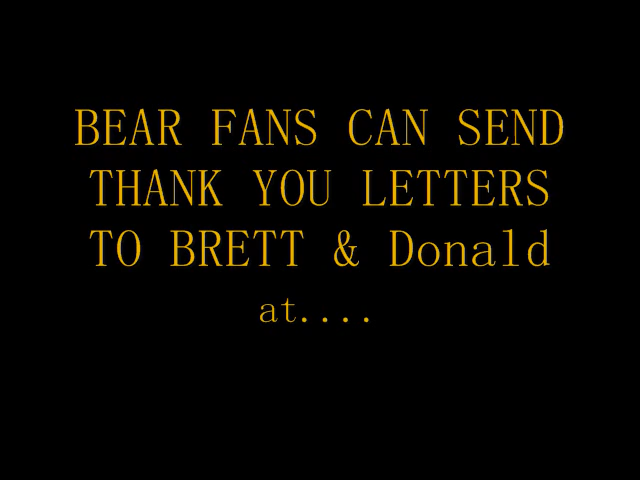 BEAR FANS CAN SEND
THANK YOU LETTERS
TO BRETT & Donald
at....